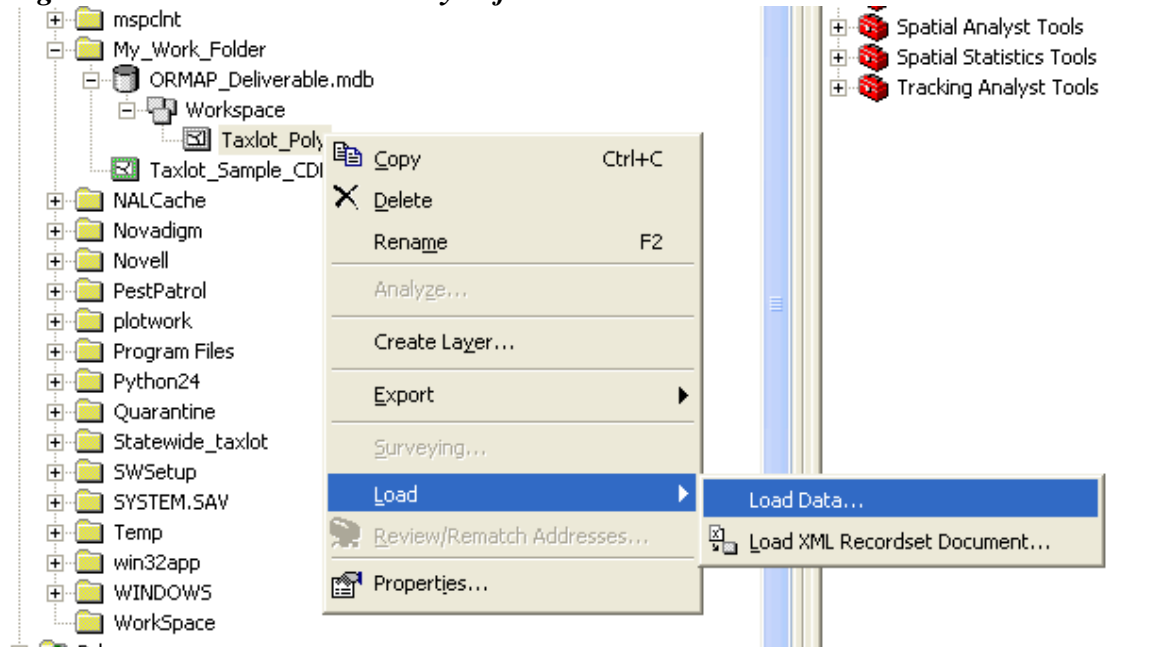 mspclnt
My_Work_Folder
ORMAP_Deliverable.mdb
Workspace
Taxlot_Poly
Taxlot_Sample_CDI
NALCache
Novadigm
Novell
PestPatrol
plotwork
Program Files
Python24
Quarantine
Statewide_taxlot
SWSetup
SYSTEM.SAV
Temp
win32app
WINDOWS
WorkSpace
Copy Ctrl+C
Delete
Rename F2
Analyze...
Create Layer...
Export
Surveying...
Load
Review/Rematch Addresses...
Properties...
Load Data...
Load XML Recordset Document...
Spatial Analyst Tools
Spatial Statistics Tools
Tracking Analyst Tools